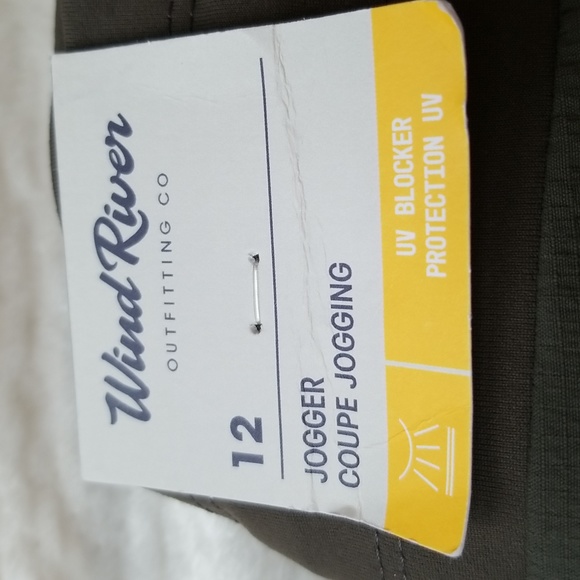 Wind River
OUTFITTING CO
12
JOGGER
COUPE JOGGING
UV BLOCKER
PROTECTION UV